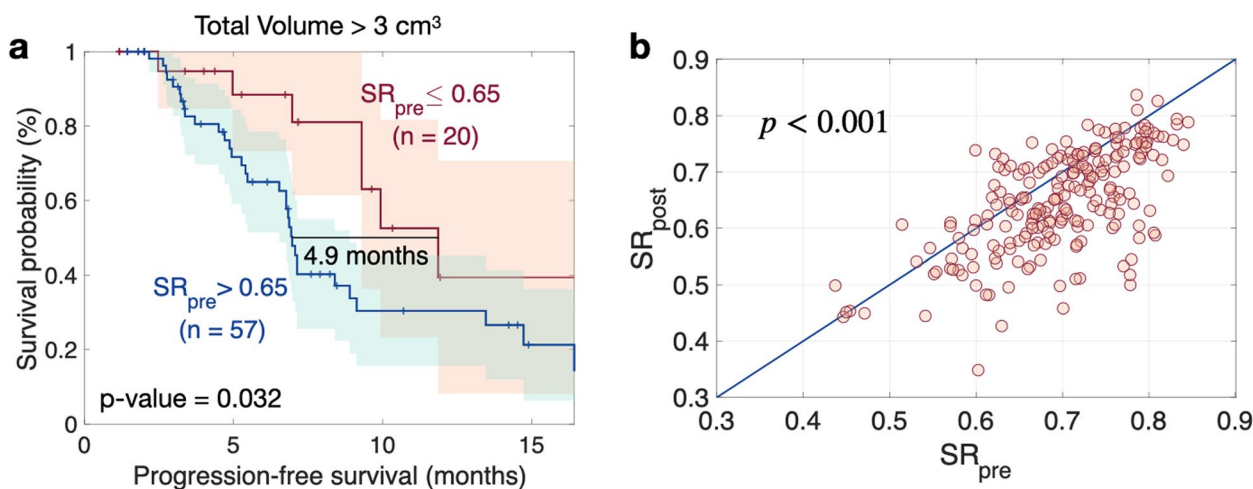 a
Total Volume > 3 cm³
Survival probability (%)
1
0.8
0.6
0.4
0.2
0
SRpre ≤ 0.65
(n = 20)
4.9 months
SRpre > 0.65
(n = 57)
p-value = 0.032
0 5 10 15
Progression-free survival (months)
b
SRpost
0.9
0.8
0.7
0.6
0.5
0.4
0.3
p < 0.001
0.3 0.4 0.5 0.6 0.7 0.8 0.9
SRpre